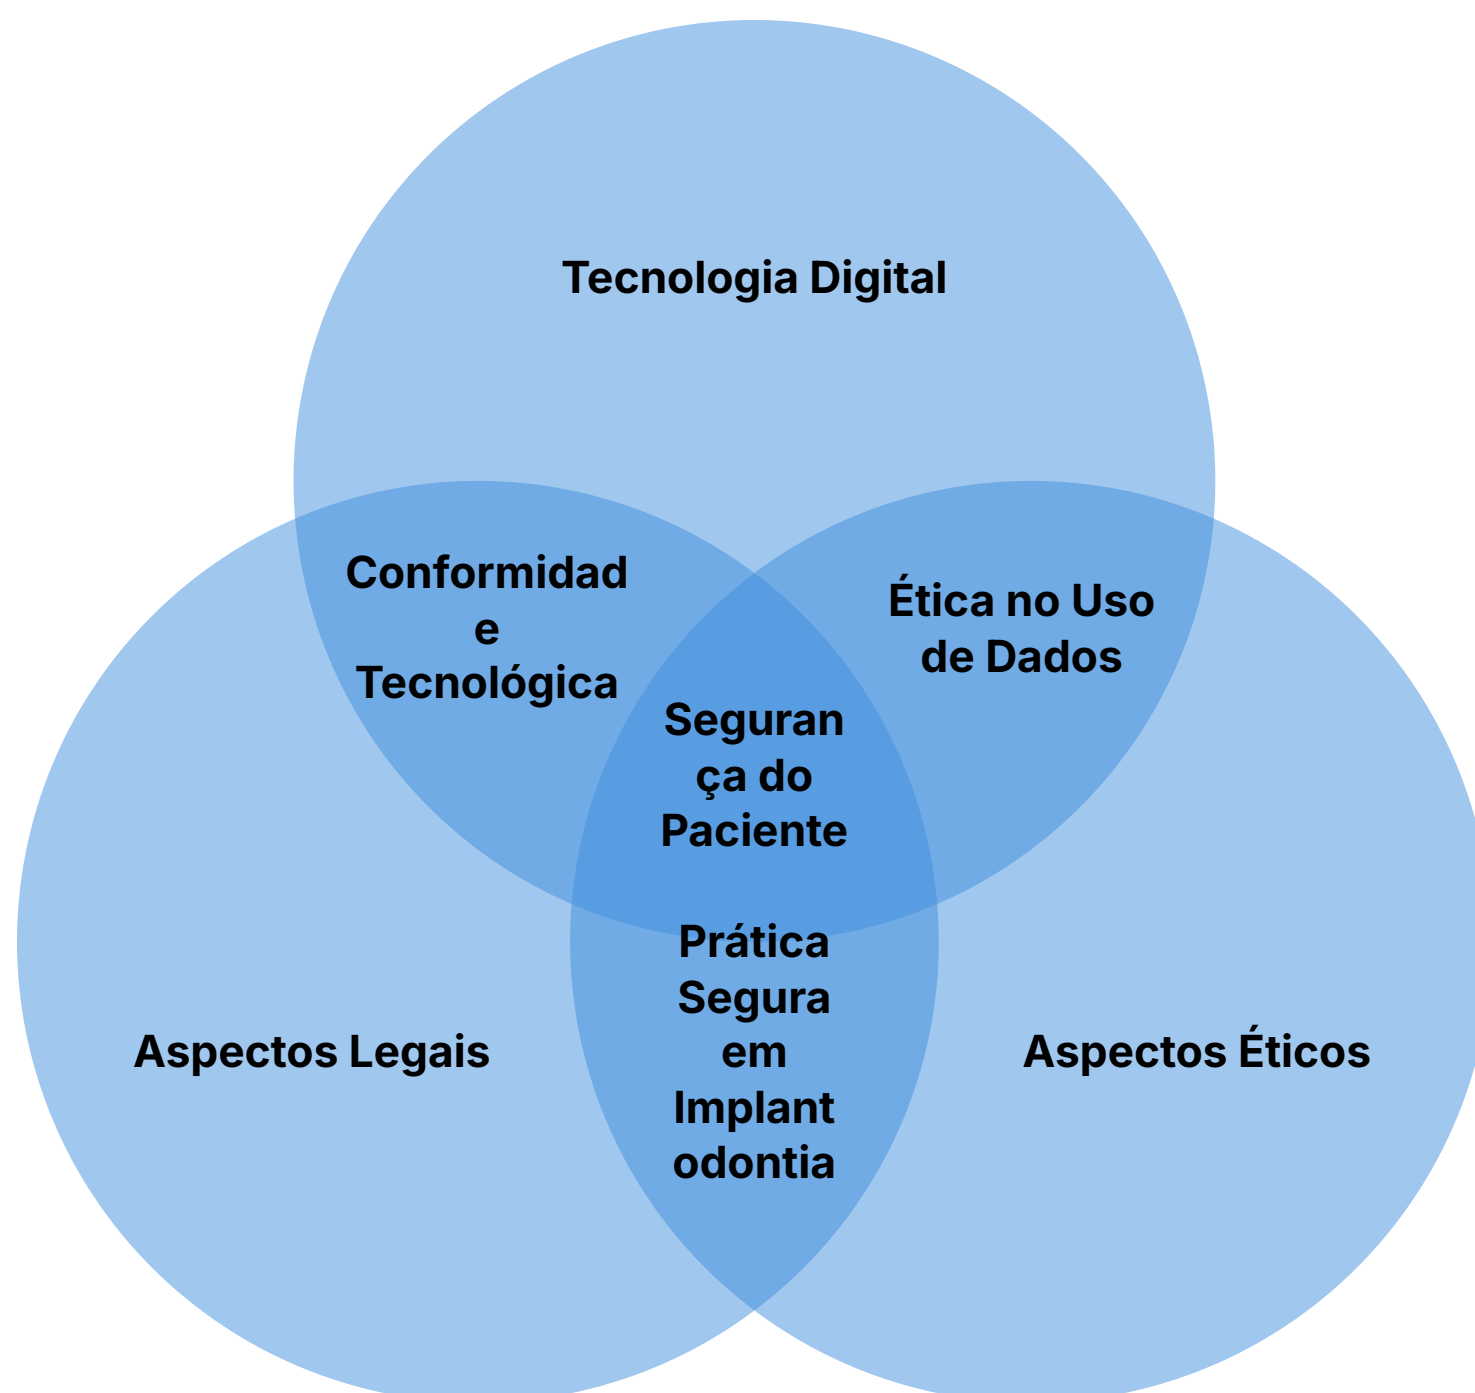 Tecnologia Digital
Conformidad
e
Tecnológica
Ética no Uso
de Dados
Seguran
ça do
Paciente
Prática
Segura
em
Implant
odontia
Aspectos Legais
Aspectos Éticos